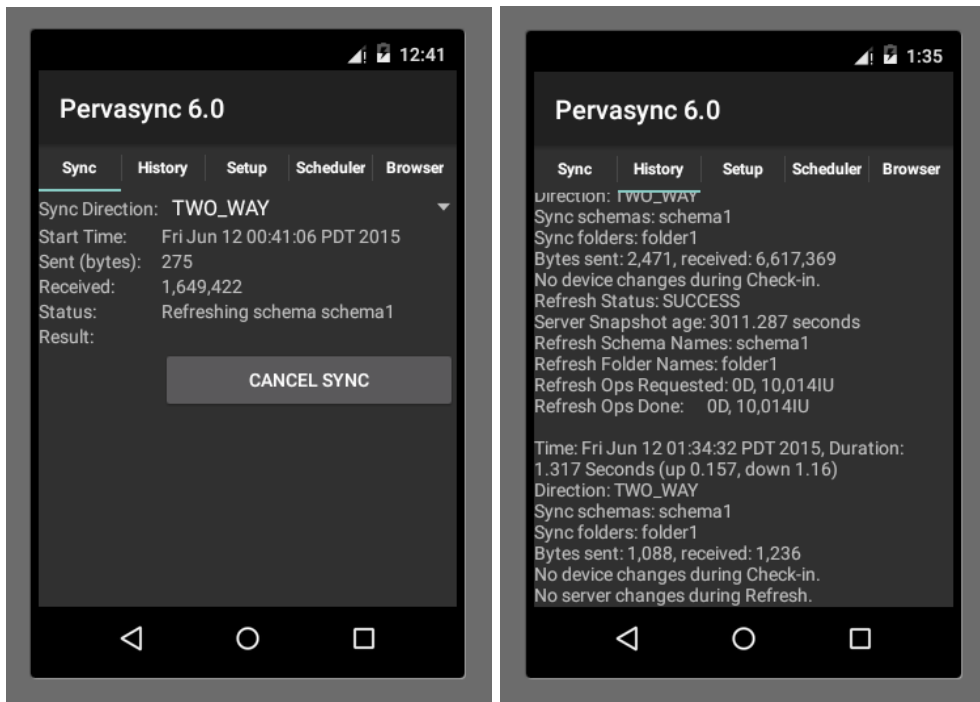 12:41
Pervasync 6.0
Sync History Setup Scheduler Browser
Sync Direction: TWO_WAY
Start Time: Fri Jun 12 00:41:06 PDT 2015
Sent (bytes): 275
Received: 1,649,422
Status: Refreshing schema schema1
Result:
CANCEL SYNC
1:35
Pervasync 6.0
Sync History Setup Scheduler Browser
Direction: TWO_WAY
Sync schemas: schema1
Sync folders: folder1
Bytes sent: 2,471, received: 6,617,369
No device changes during Check-in.
Refresh Status: SUCCESS
Server Snapshot age: 3011.287 seconds
Refresh Schema Names: schema1
Refresh Folder Names: folder1
Refresh Ops Requested: 0D, 10,014IU
Refresh Ops Done: 0D, 10,014IU
Time: Fri Jun 12 01:34:32 PDT 2015, Duration:
1.317 Seconds (up 0.157, down 1.16)
Direction: TWO_WAY
Sync schemas: schema1
Sync folders: folder1
Bytes sent: 1,088, received: 1,236
No device changes during Check-in.
No server changes during Refresh.